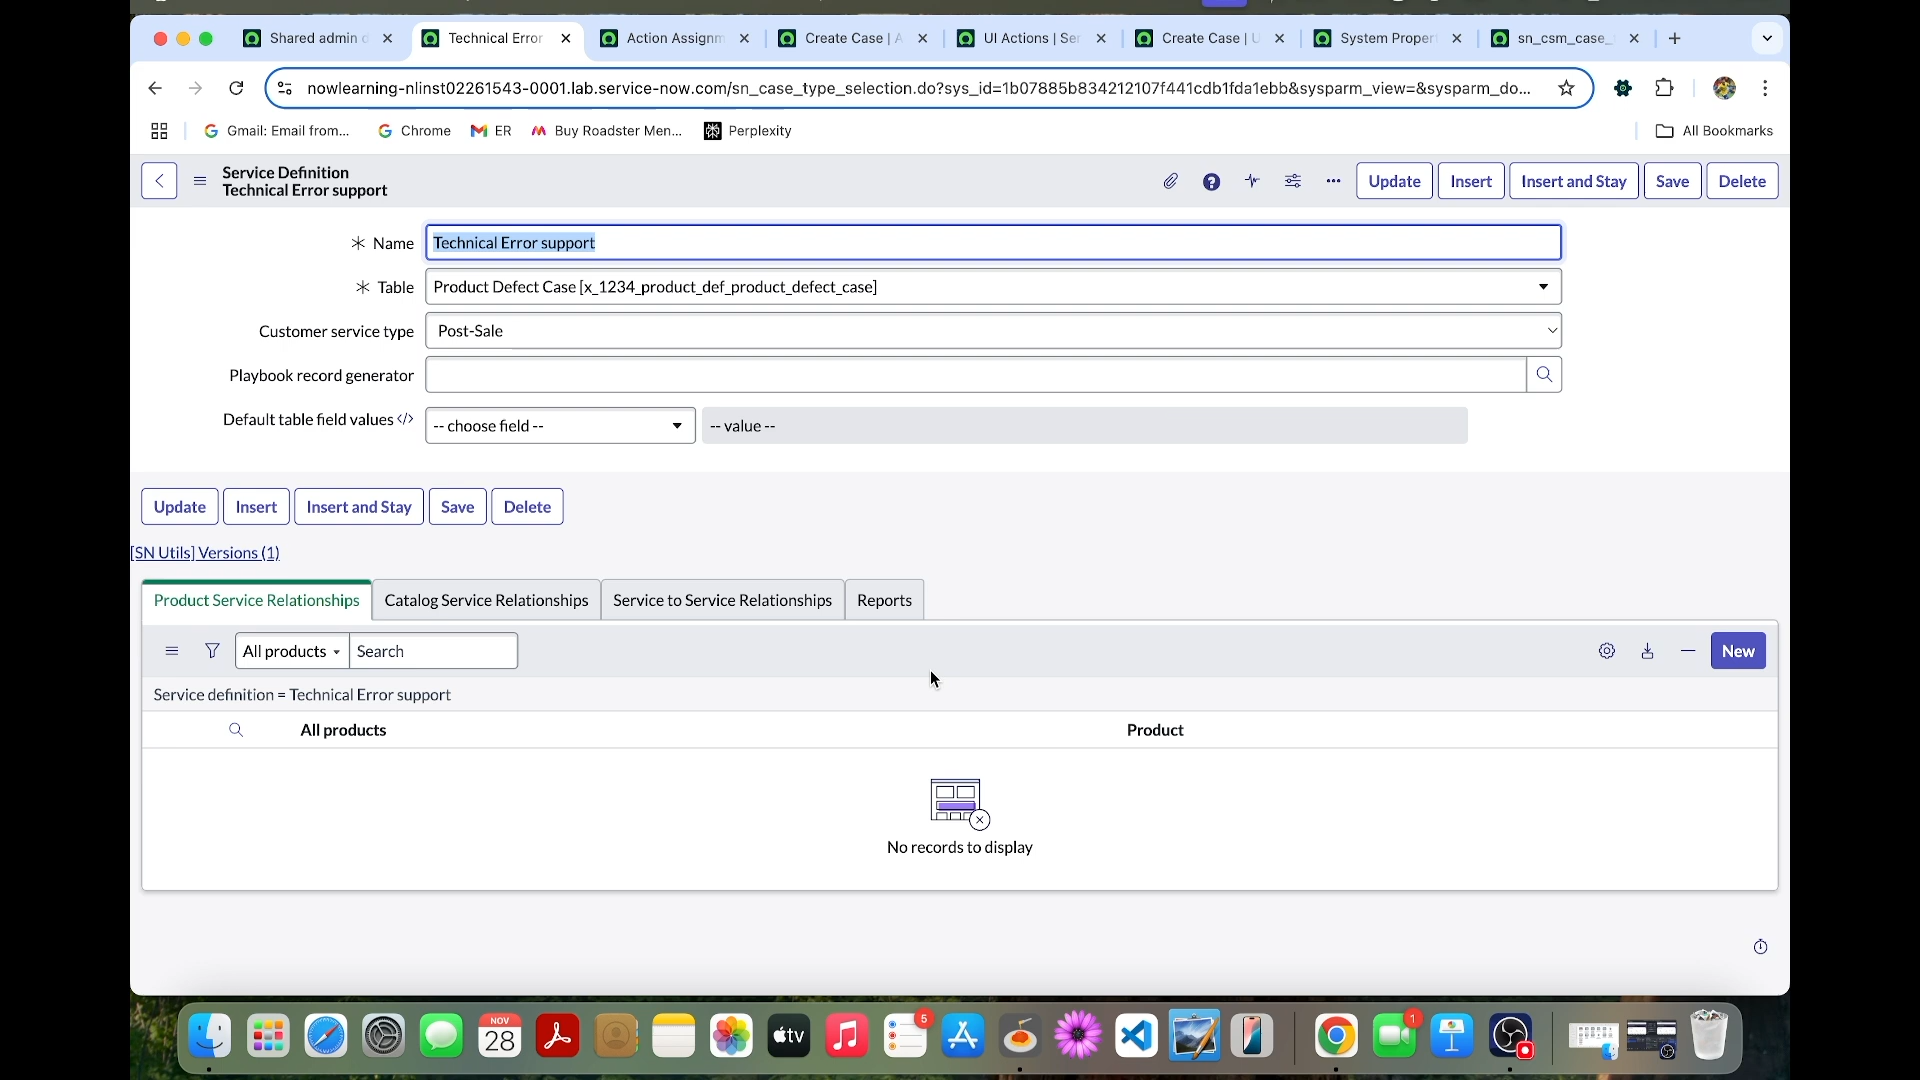 Shared admin d
Technical Error
Action Assignm
Create Case | A
UI Actions | Ser
Create Case | U
System Proper
sn_csm_case_
nowlearning-nlinst02261543-0001.lab.service-now.com/sn_case_type_selection.do?sys_id=1b07885b834212107f441cdb1fda1ebb&sysparm_view=&sysparm_do...
Gmail: Email from...
Chrome
ER
Buy Roadster Men...
Perplexity
All Bookmarks
Service Definition
Technical Error support
Update
Insert
Insert and Stay
Save
Delete
Name
Technical Error support
Table
Product Defect Case [x_1234_product_def_product_defect_case]
Customer service type
Post-Sale
Playbook record generator
Default table field values
-- choose field --
-- value --
Update
Insert
Insert and Stay
Save
Delete
[SN Utils] Versions (1)
Product Service Relationships
Catalog Service Relationships
Service to Service Relationships
Reports
All products
Search
New
Service definition = Technical Error support
All products
Product
No records to display
NOV
28
tv
5
1